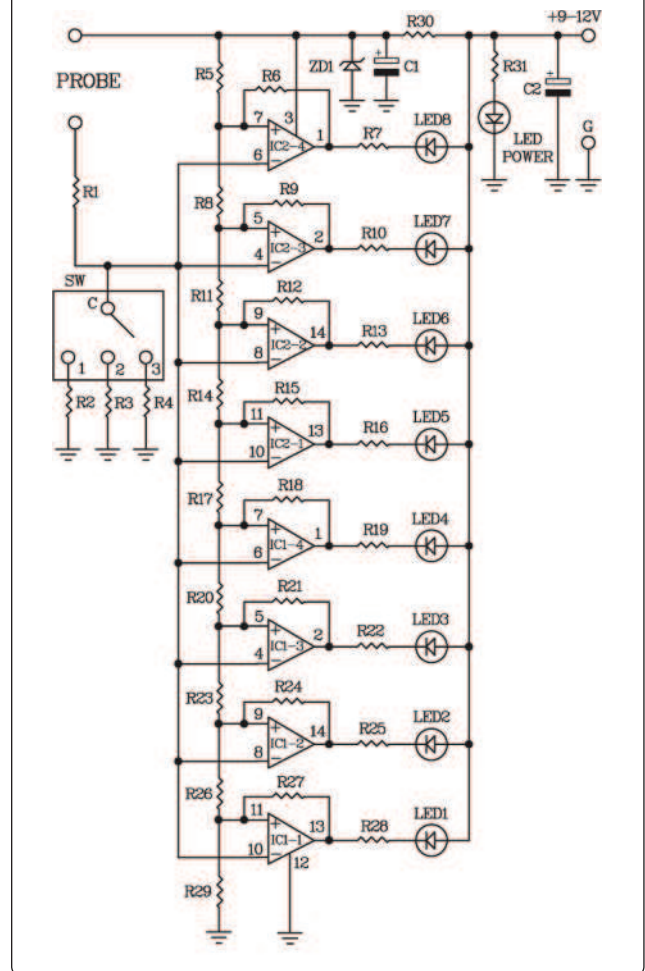 +9-12V
R30
R5
R6
ZD1
+
C1
R31
+
C2
PROBE
7
+
3
IC2-4
1
6
−
R7
LED8
LED
POWER
G
R1
R8
R9
5
+
IC2-3
2
4
−
R10
LED7
SW
C
1
2
3
R2
R3
R4
R11
R12
9
+
IC2-2
14
8
−
R13
LED6
R14
R15
11
+
IC2-1
13
10
−
R16
LED5
R17
R18
7
+
IC1-4
1
6
−
R19
LED4
R20
R21
5
+
IC1-3
2
4
−
R22
LED3
R23
R24
9
+
IC1-2
14
8
−
R25
LED2
R26
R27
11
+
IC1-1
13
10
−
12
R28
LED1
R29